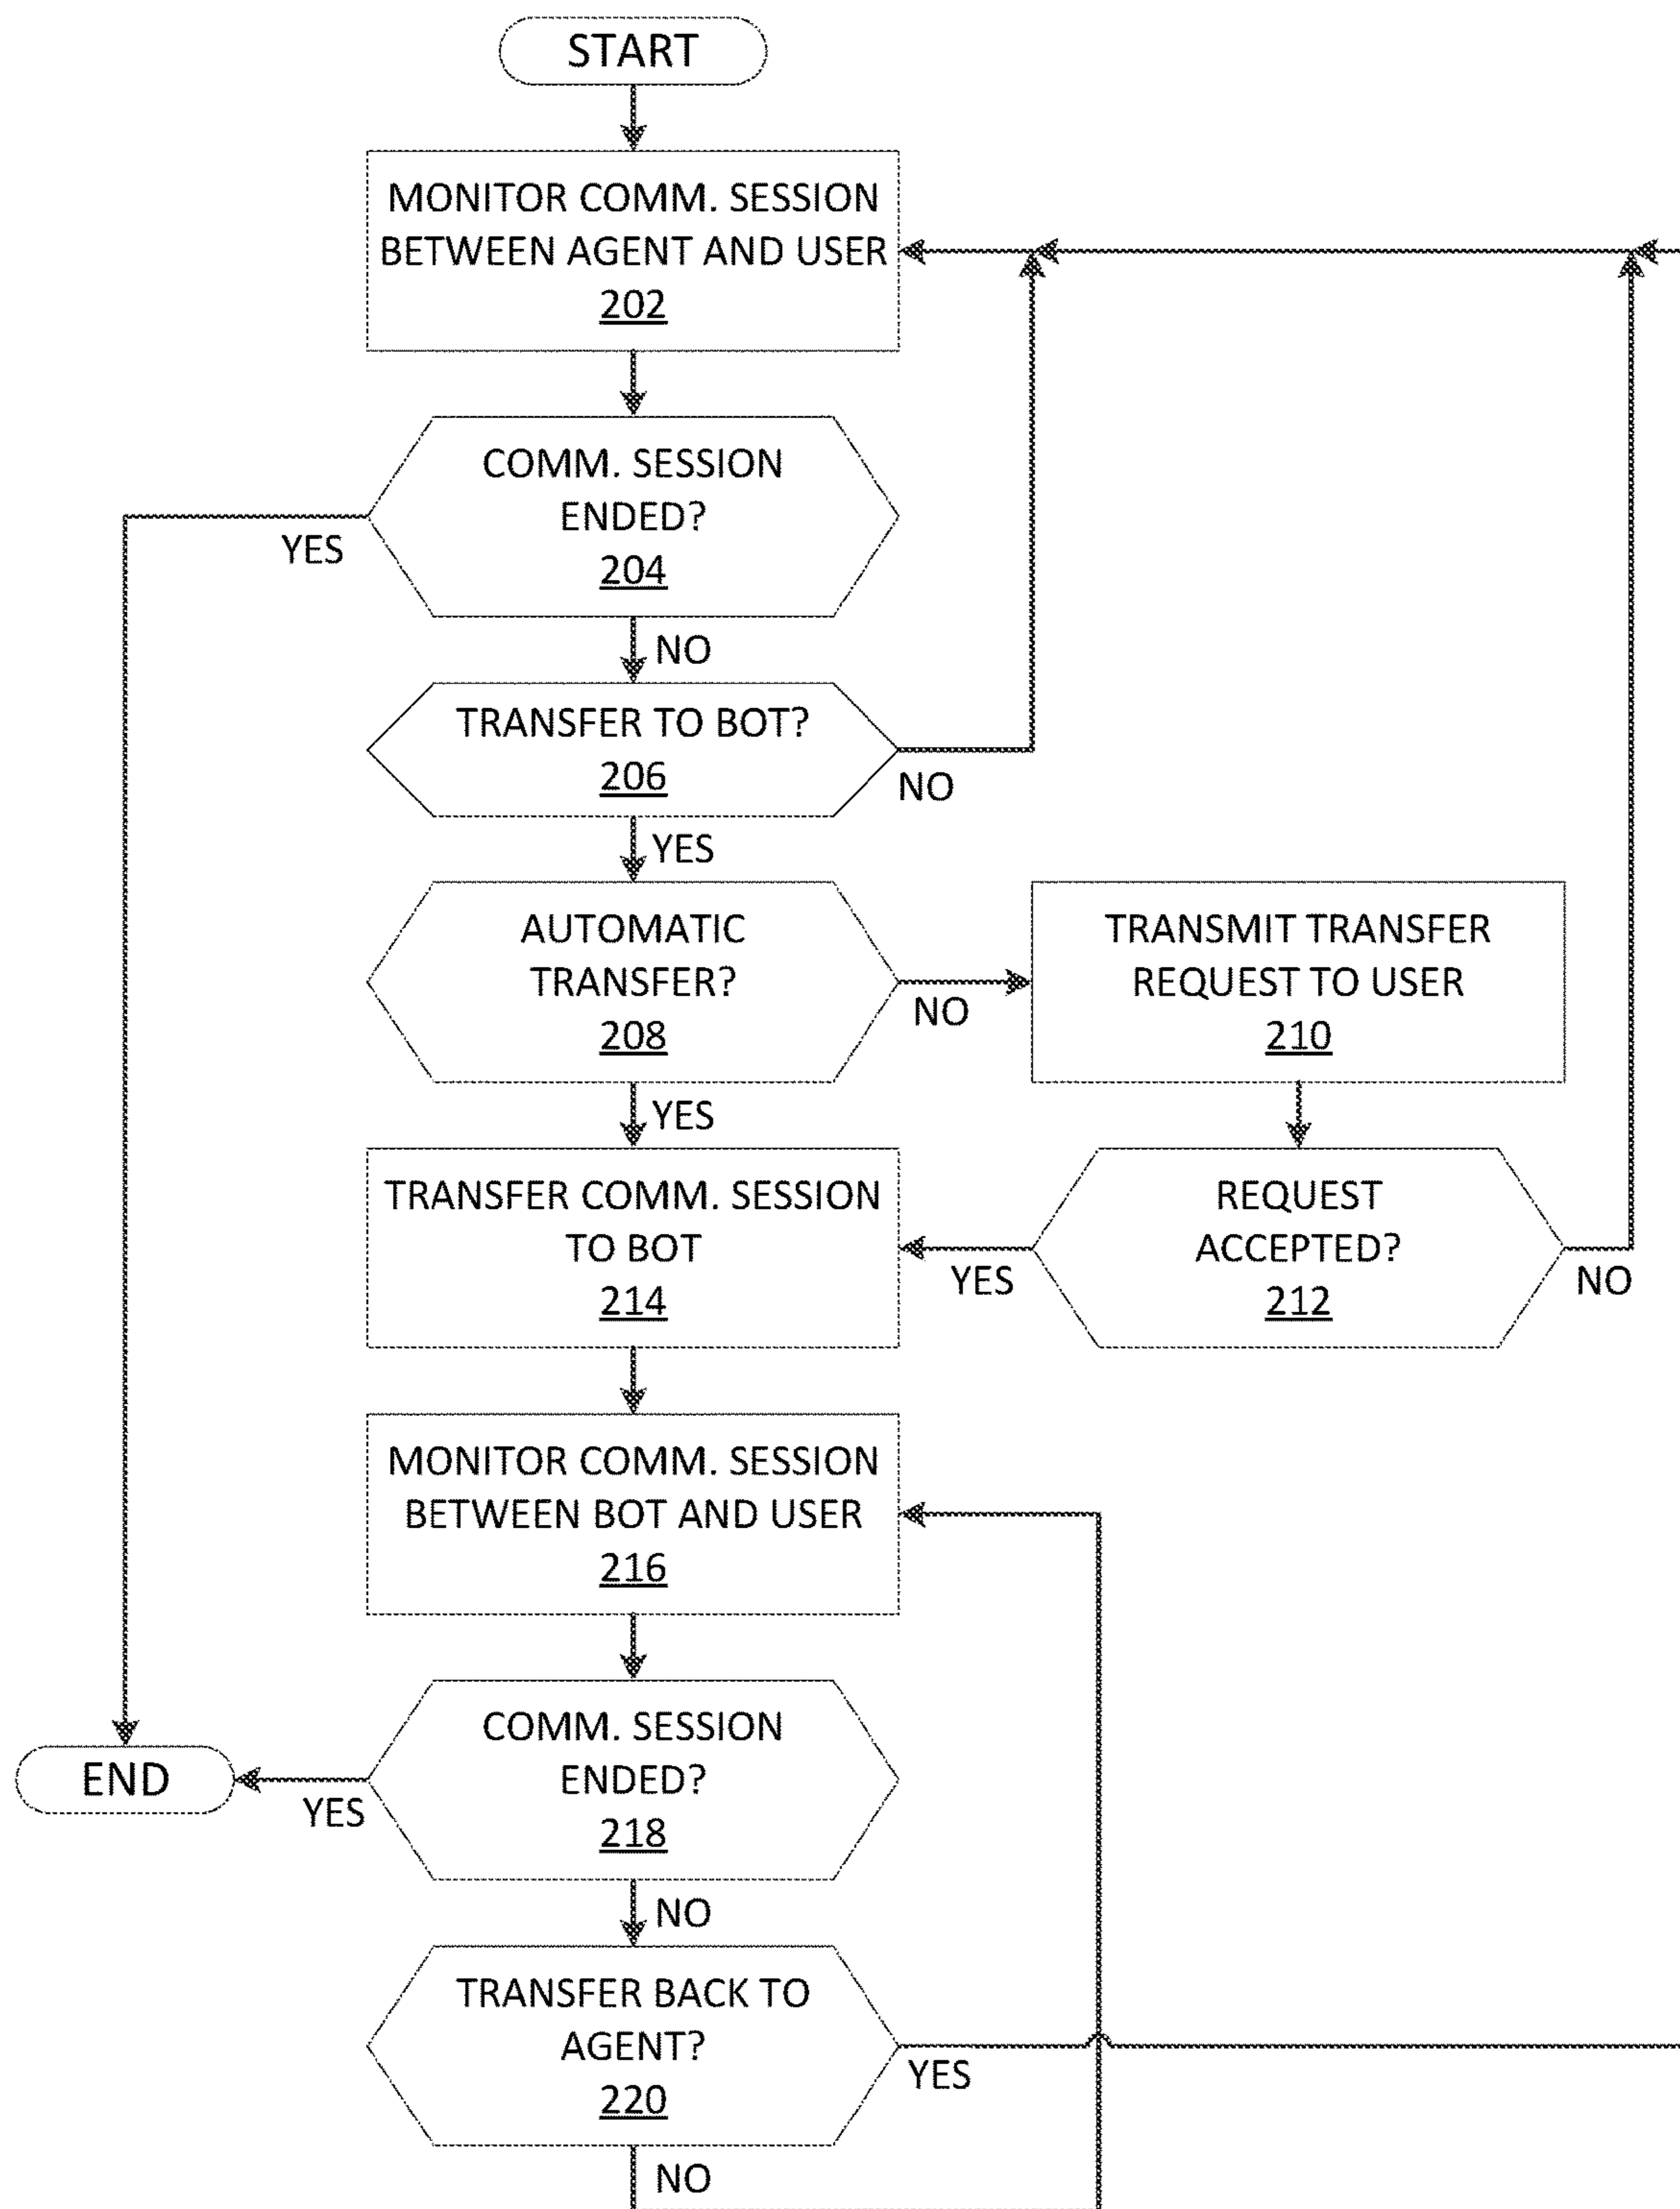 START
MONITOR COMM. SESSION
BETWEEN AGENT AND USER
202
COMM. SESSION
ENDED?
204
YES
NO
TRANSFER TO BOT?
206
NO
YES
AUTOMATIC
TRANSFER?
208
NO
TRANSMIT TRANSFER
REQUEST TO USER
210
YES
TRANSFER COMM. SESSION
TO BOT
214
YES
REQUEST
ACCEPTED?
212
NO
MONITOR COMM. SESSION
BETWEEN BOT AND USER
216
COMM. SESSION
ENDED?
218
END
YES
NO
TRANSFER BACK TO
AGENT?
220
YES
NO